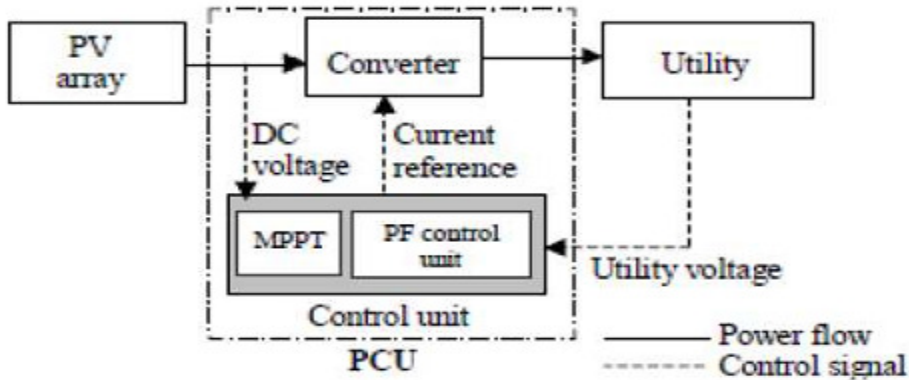 PV
array
Converter
Utility
DC
voltage
Current
reference
MPPT
PF control
unit
Utility voltage
Control unit
PCU
Power flow
Control signal